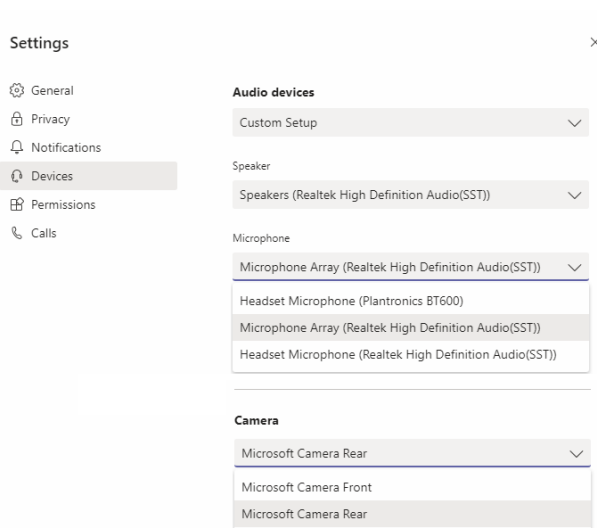 Settings
General
Privacy
Notifications
Devices
Permissions
Calls
Audio devices
Custom Setup
Speaker
Speakers (Realtek High Definition Audio(SST))
Microphone
Microphone Array (Realtek High Definition Audio(SST))
Headset Microphone (Plantronics BT600)
Microphone Array (Realtek High Definition Audio(SST))
Headset Microphone (Realtek High Definition Audio(SST))
Camera
Microsoft Camera Rear
Microsoft Camera Front
Microsoft Camera Rear